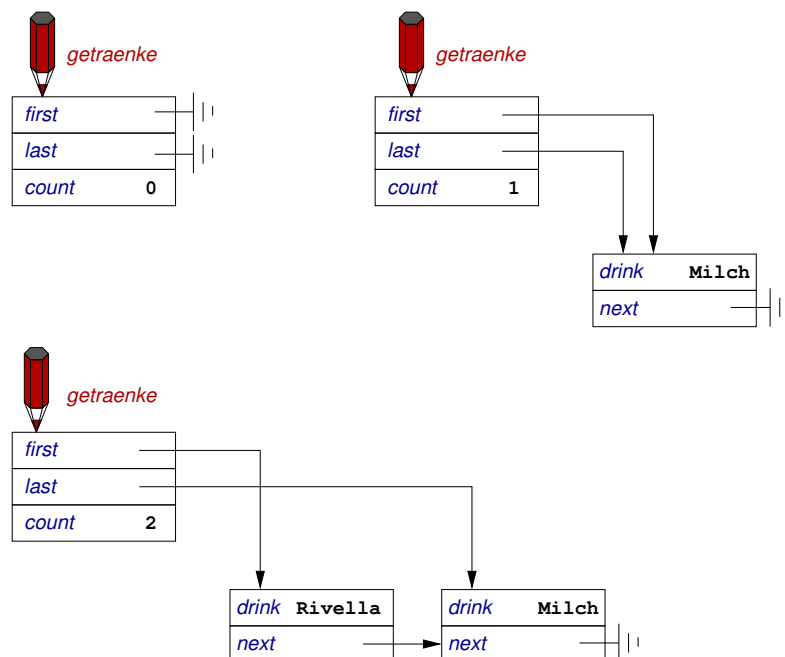 getraenke
first
last
count 0
getraenke
first
last
count 1
drink Milch
next
getraenke
first
last
count 2
drink Rivella
next
drink Milch
next